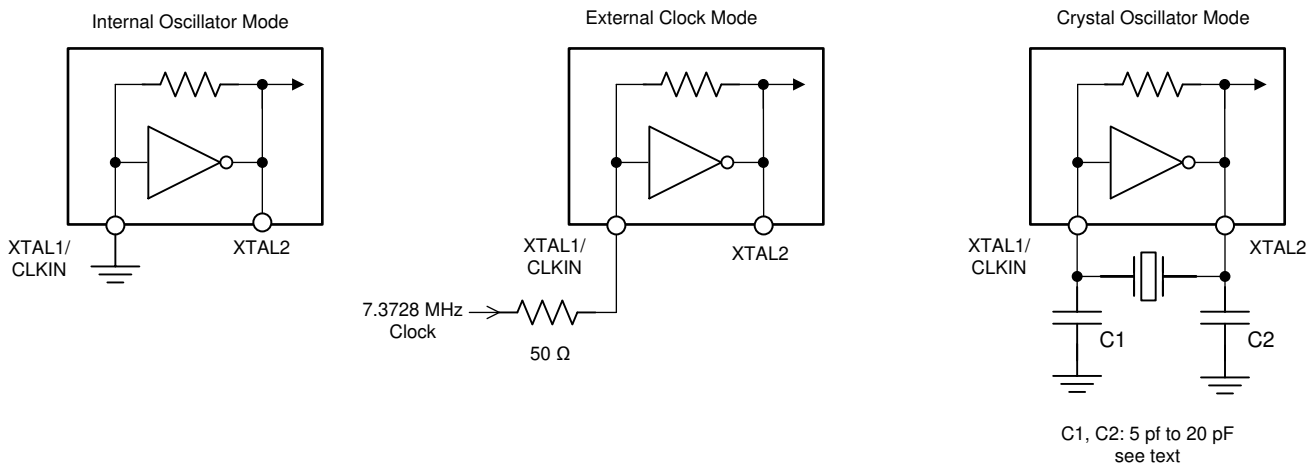 Internal Oscillator Mode
XTAL1/
CLKIN
XTAL2
External Clock Mode
XTAL1/
CLKIN
XTAL2
7.3728 MHz
Clock
50 Ω
Crystal Oscillator Mode
XTAL1/
CLKIN
XTAL2
C1
C2
C1, C2: 5 pf to 20 pF
see text